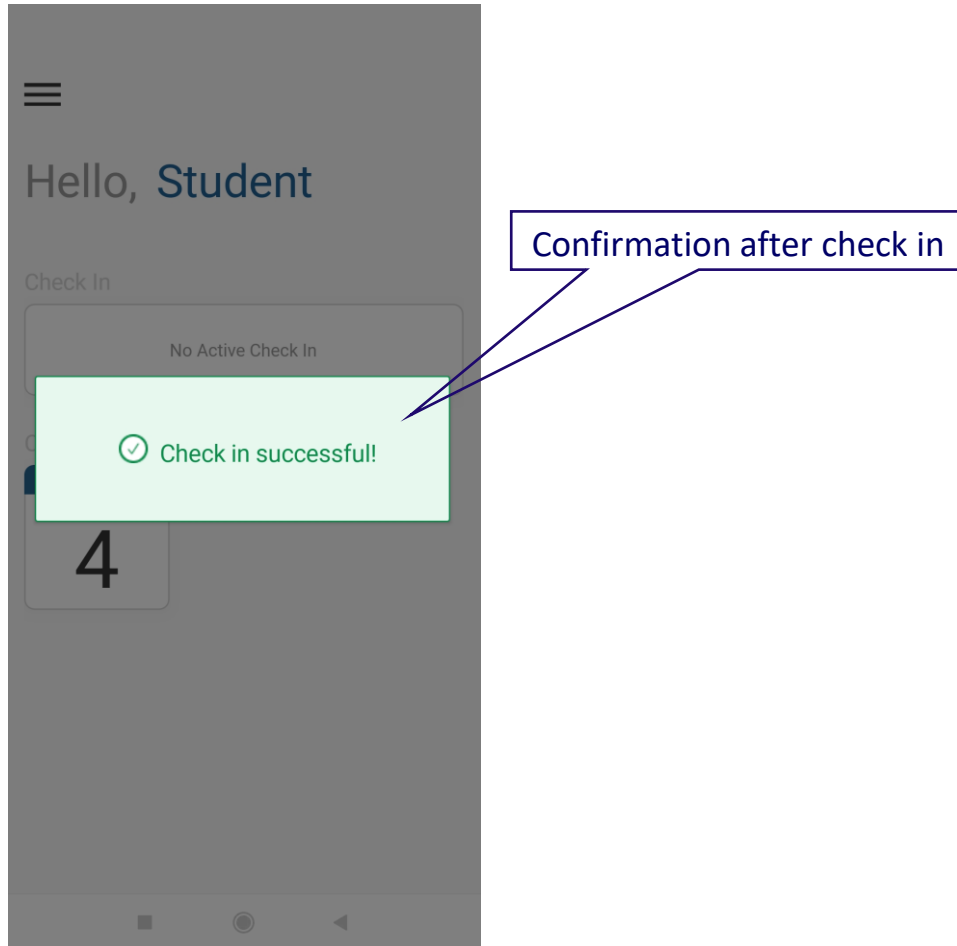 Hello, Student
Confirmation after check in
Check In
No Active Check In
Check in successful!
4